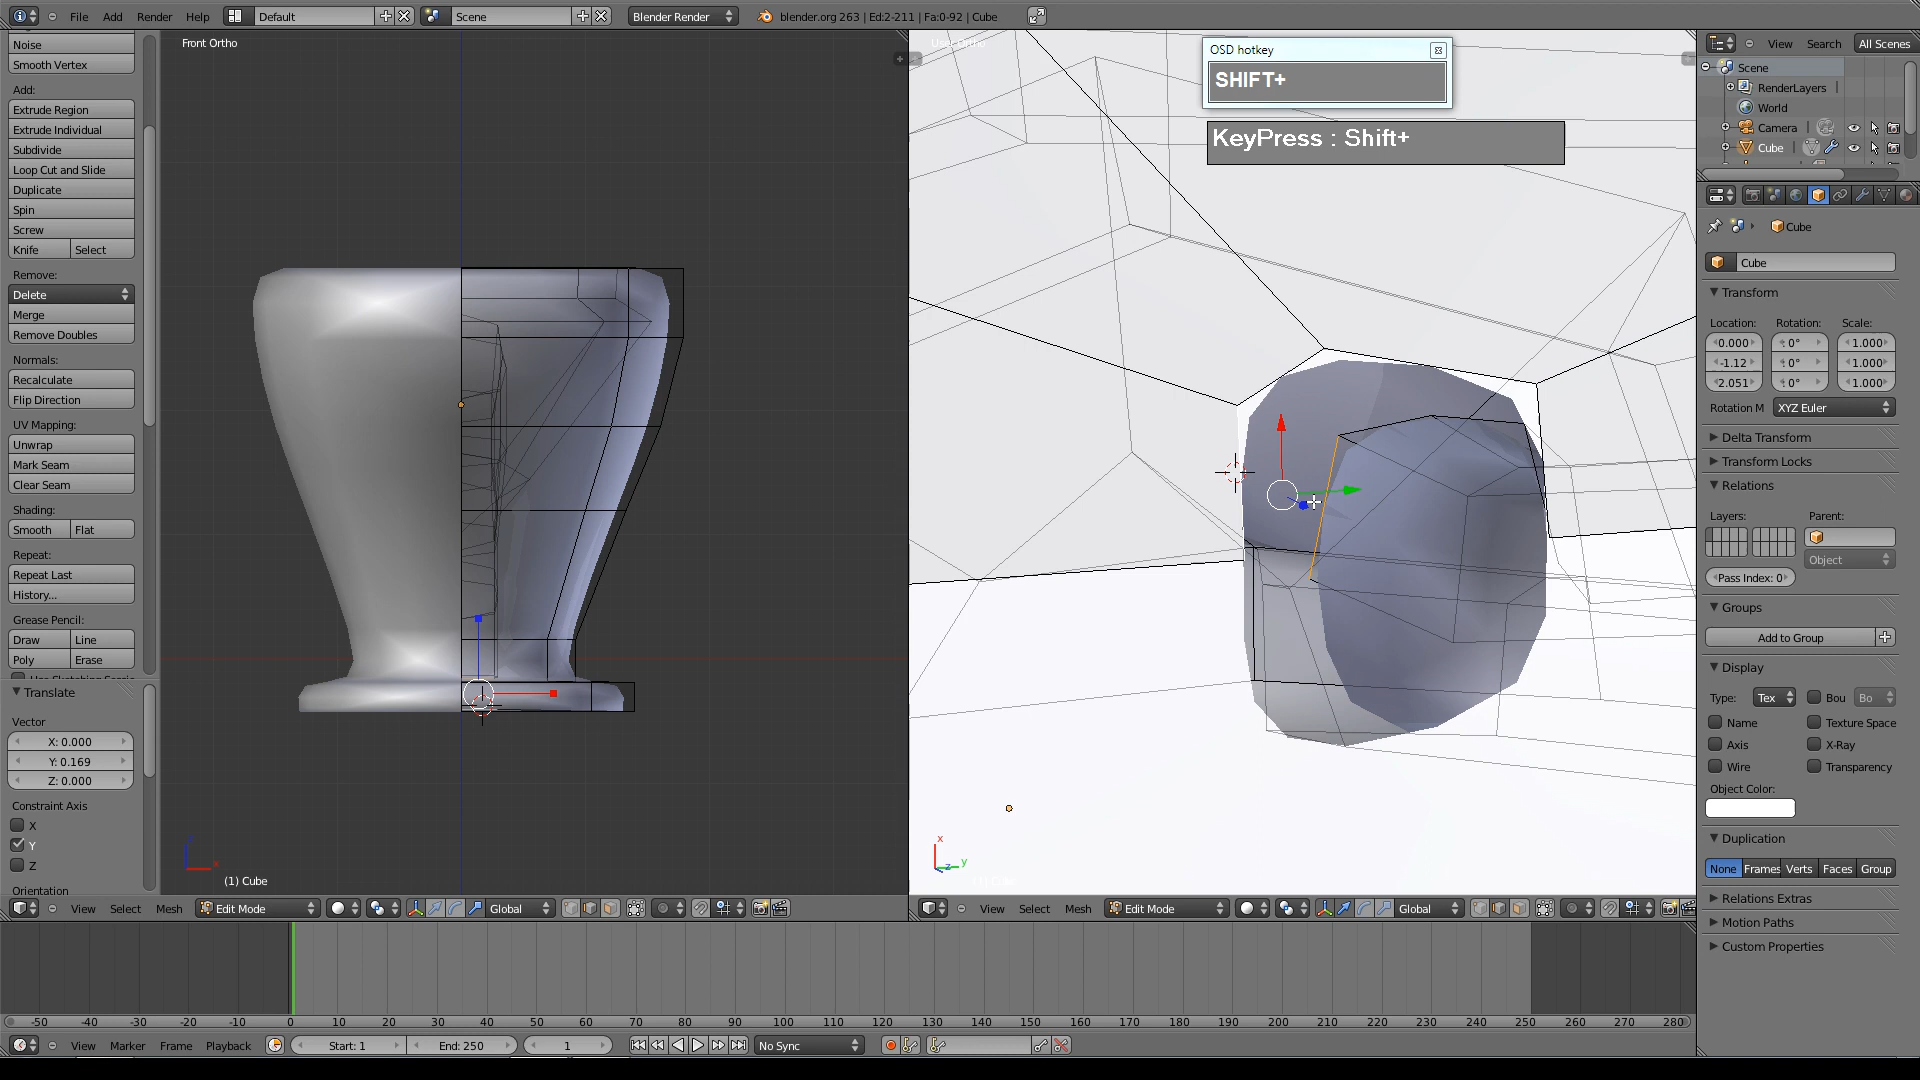 File Add Render Help Default Scene Blender Render blender.org 263 | Ed:2-211 | Fa:0-92 | Cube
Noise
Smooth Vertex
Add:
Extrude Region
Extrude Individual
Subdivide
Loop Cut and Slide
Duplicate
Spin
Screw
Knife Select
Remove:
Delete
Merge
Remove Doubles
Normals:
Recalculate
Flip Direction
UV Mapping:
Unwrap
Mark Seam
Clear Seam
Shading:
Smooth Flat
Repeat:
Repeat Last
History...
Grease Pencil:
Draw Line
Poly Erase
Translate
Vector
X: 0.000
Y: 0.169
Z: 0.000
Constraint Axis
X
Y
Z
Orientation
Front Ortho
(1) Cube
OSD hotkey
SHIFT+
KeyPress : Shift+
x
y
z
View Select Mesh Edit Mode Global
View Select Mesh Edit Mode Global
View Search All Scenes
Scene
RenderLayers
World
Camera
Cube
Cube
Cube
Transform
Location: Rotation: Scale:
0.000 0° 1.000
-1.12 0° 1.000
2.051 0° 1.000
Rotation M XYZ Euler
Delta Transform
Transform Locks
Relations
Layers: Parent:
Object
Pass Index: 0
Groups
Add to Group
Display
Type: Tex Bou Bo
Name Texture Space
Axis X-Ray
Wire Transparency
Object Color:
Duplication
None Frames Verts Faces Group
Relations Extras
Motion Paths
Custom Properties
-50 -40 -30 -20 -10 0 10 20 30 40 50 60 70 80 90 100 110 120 130 140 150 160 170 180 190 200 210 220 230 240 250 260 270 280
View Marker Frame Playback Start: 1 End: 250 1 No Sync